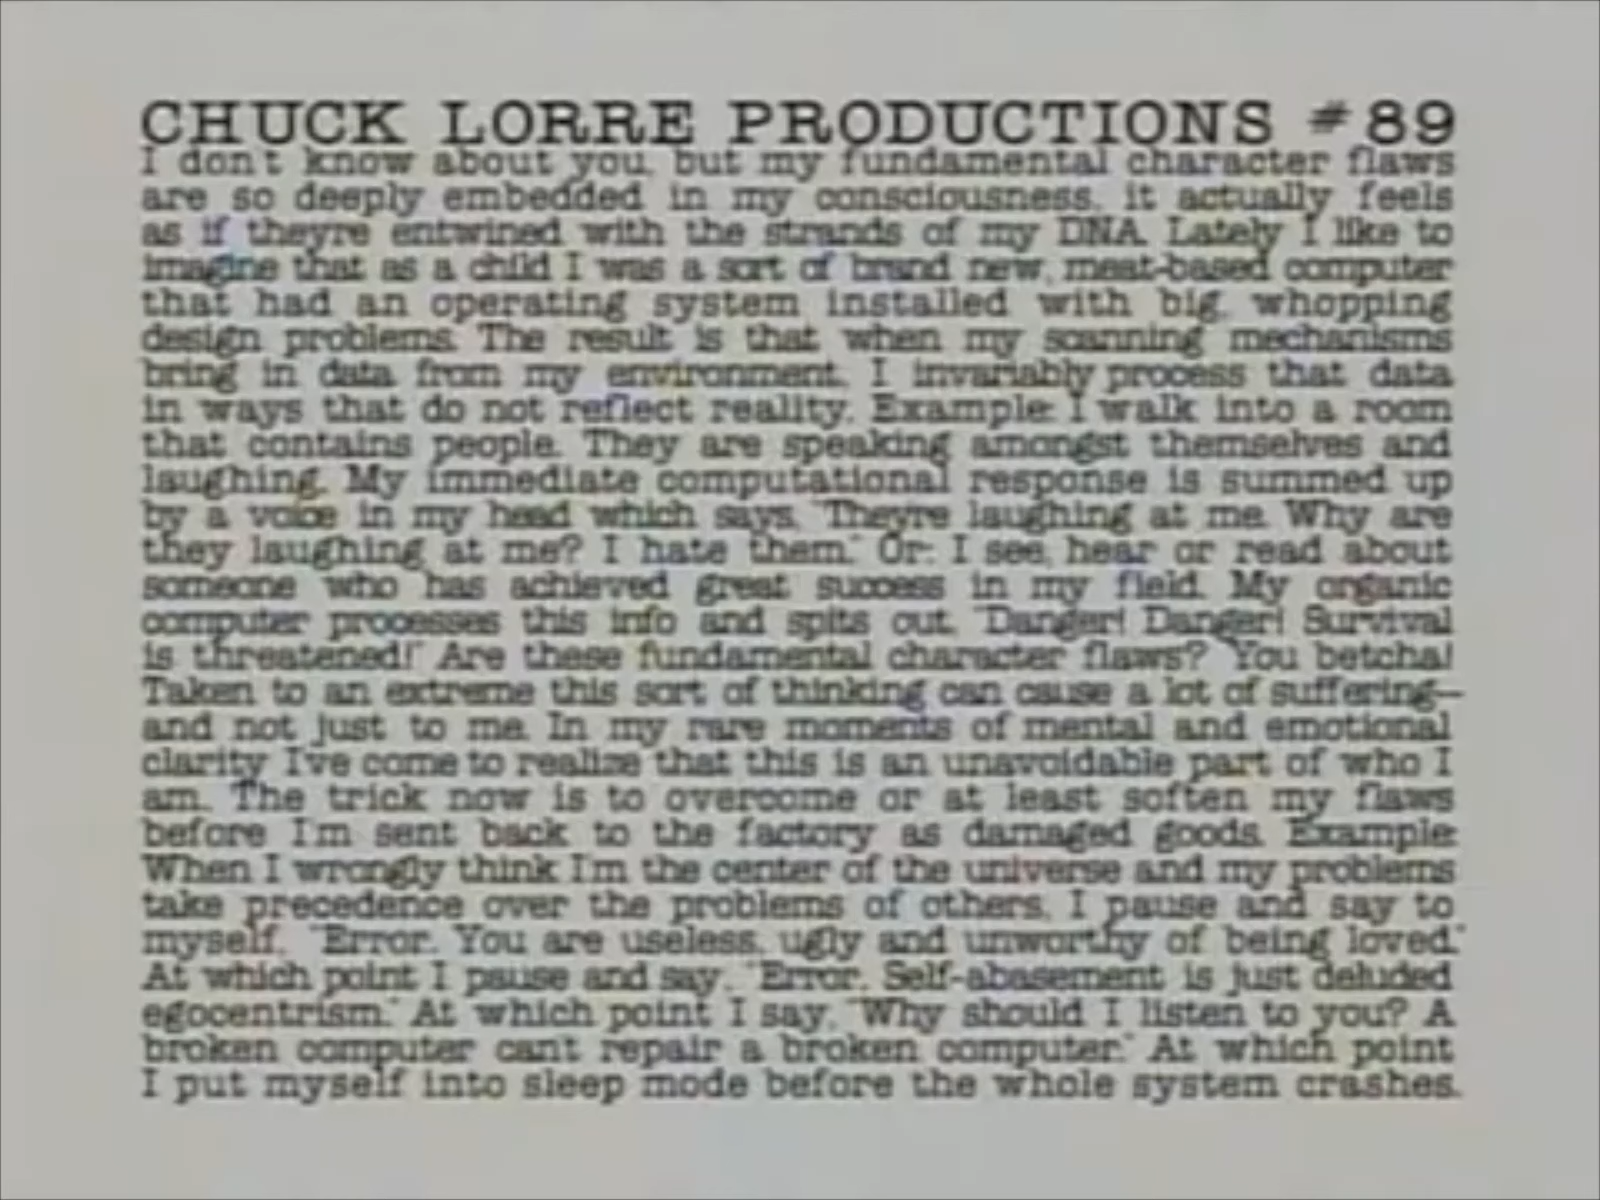 CHUCK LORRE PRODUCTIONS #89
I don't know about you, but my fundamental character flaws
are so deeply embedded in my consciousness, it actually feels
as if they're entwined with the strands of my DNA. Lately I like to
imagine that as a child I was a sort of brand new, meat-based computer
that had an operating system installed with big, whopping
design problems. The result is that when my scanning mechanisms
bring in data from my environment, I invariably process that data
in ways that do not reflect reality. Example: I walk into a room
that contains people. They are speaking amongst themselves and
laughing. My immediate computational response is summed up
by a voice in my head which says, "They're laughing at me. Why are
they laughing at me? I hate them." Or: I see, hear or read about
someone who has achieved great success in my field. My organic
computer processes this info and spits out, "Danger! Danger! Survival
is threatened!" Are these fundamental character flaws? You betcha!
Taken to an extreme this sort of thinking can cause a lot of suffering—
and not just to me. In my rare moments of mental and emotional
clarity I've come to realize that this is an unavoidable part of who I
am. The trick now is to overcome or at least soften my flaws
before I'm sent back to the factory as damaged goods. Example:
When I wrongly think I'm the center of the universe and my problems
take precedence over the problems of others, I pause and say to
myself, "Error. You are useless, ugly and unworthy of being loved."
At which point I pause and say, "Error. Self-abasement is just deluded
egocentrism." At which point I say, "Why should I listen to you? A
broken computer can't repair a broken computer." At which point
I put myself into sleep mode before the whole system crashes.